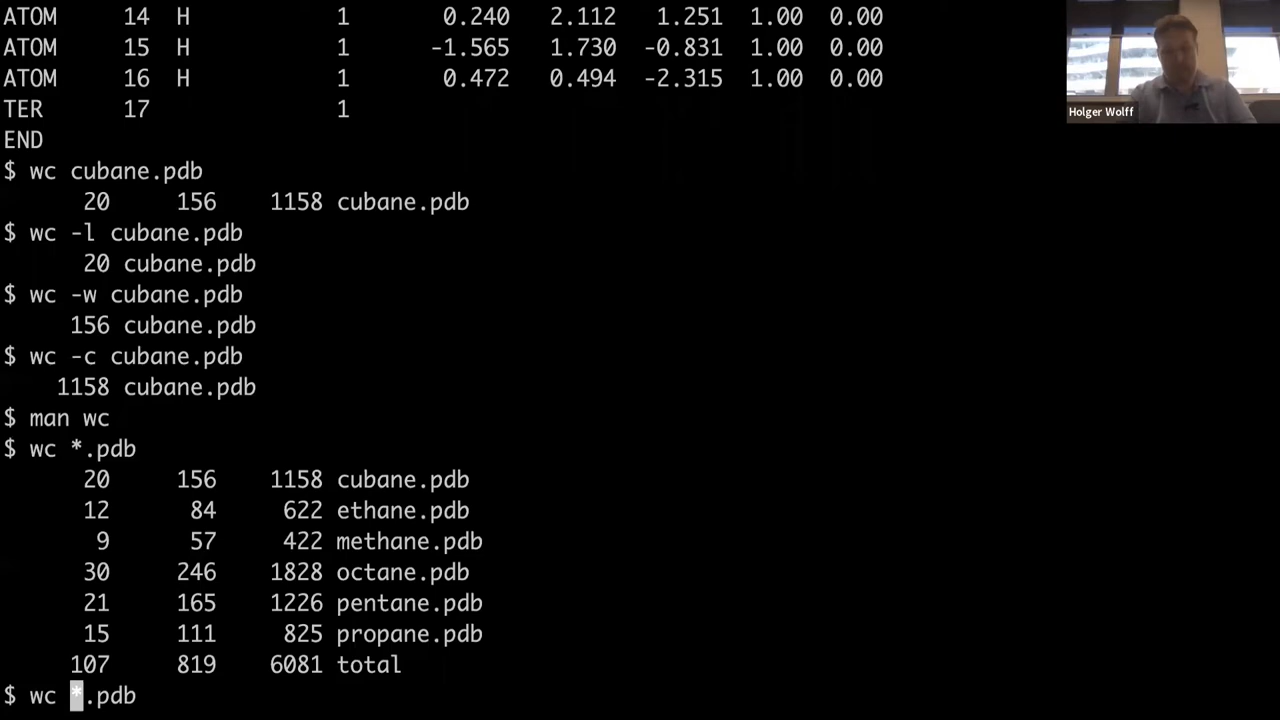 ATOM 14 H 1 0.240 2.112 1.251 1.00 0.00
ATOM 15 H 1 -1.565 1.730 -0.831 1.00 0.00
ATOM 16 H 1 0.472 0.494 -2.315 1.00 0.00
TER 17 1
END
$ wc cubane.pdb
20 156 1158 cubane.pdb
$ wc -l cubane.pdb
20 cubane.pdb
$ wc -w cubane.pdb
156 cubane.pdb
$ wc -c cubane.pdb
1158 cubane.pdb
$ man wc
$ wc *.pdb
20 156 1158 cubane.pdb
12 84 622 ethane.pdb
9 57 422 methane.pdb
30 246 1828 octane.pdb
21 165 1226 pentane.pdb
15 111 825 propane.pdb
107 819 6081 total
$ wc *.pdb
Holger Wolff